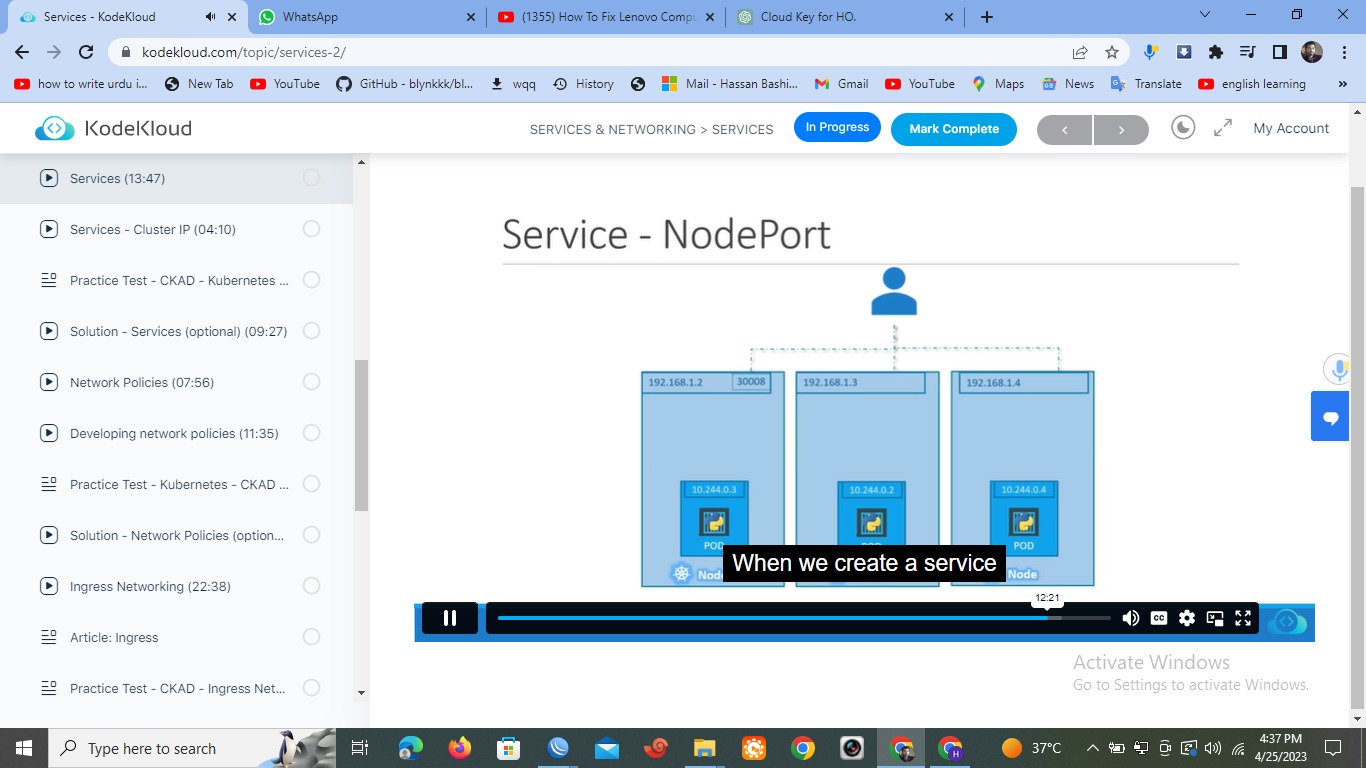 Services - KodeKloud
WhatsApp
(1355) How To Fix Lenovo Compu
Cloud Key for HO.
kodekloud.com/topic/services-2/
how to write urdu i...
New Tab
YouTube
GitHub - blynkkk/bl...
wqq
History
Mail - Hassan Bashi...
Gmail
YouTube
Maps
News
Translate
english learning
»
KodeKloud
SERVICES & NETWORKING > SERVICES
In Progress
Mark Complete
My Account
Services (13:47)
Services - Cluster IP (04:10)
Practice Test - CKAD - Kubernetes ...
Solution - Services (optional) (09:27)
Network Policies (07:56)
Developing network policies (11:35)
Practice Test - Kubernetes - CKAD ...
Solution - Network Policies (option...
Ingress Networking (22:38)
Article: Ingress
Practice Test - CKAD - Ingress Net...
Service - NodePort
192.168.1.2
30008
192.168.1.3
192.168.1.4
10.244.0.3
10.244.0.2
10.244.0.4
POD
POD
POD
When we create a service
Node
Node
12:21
CC
Activate Windows
Go to Settings to activate Windows.
Type here to search
H
37°C
4:37 PM
4/25/2023